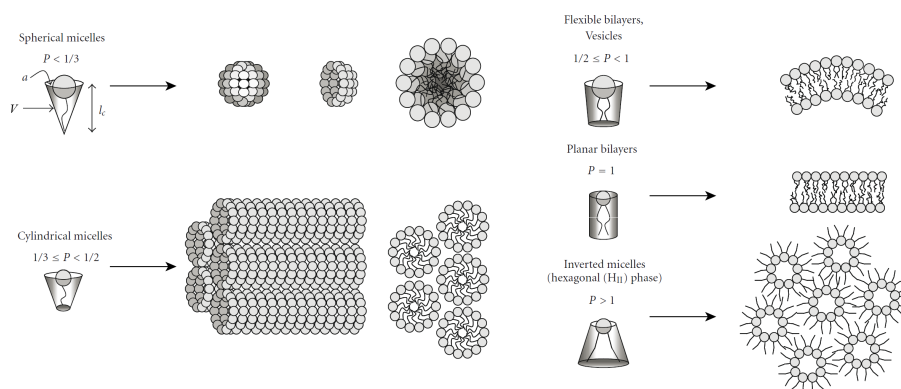 Spherical micelles
P < 1/3
a
V
l_c
Cylindrical micelles
1/3 ≤ P < 1/2
Flexible bilayers,
Vesicles
1/2 ≤ P < 1
Planar bilayers
P = 1
Inverted micelles
(hexagonal (H_II) phase)
P > 1